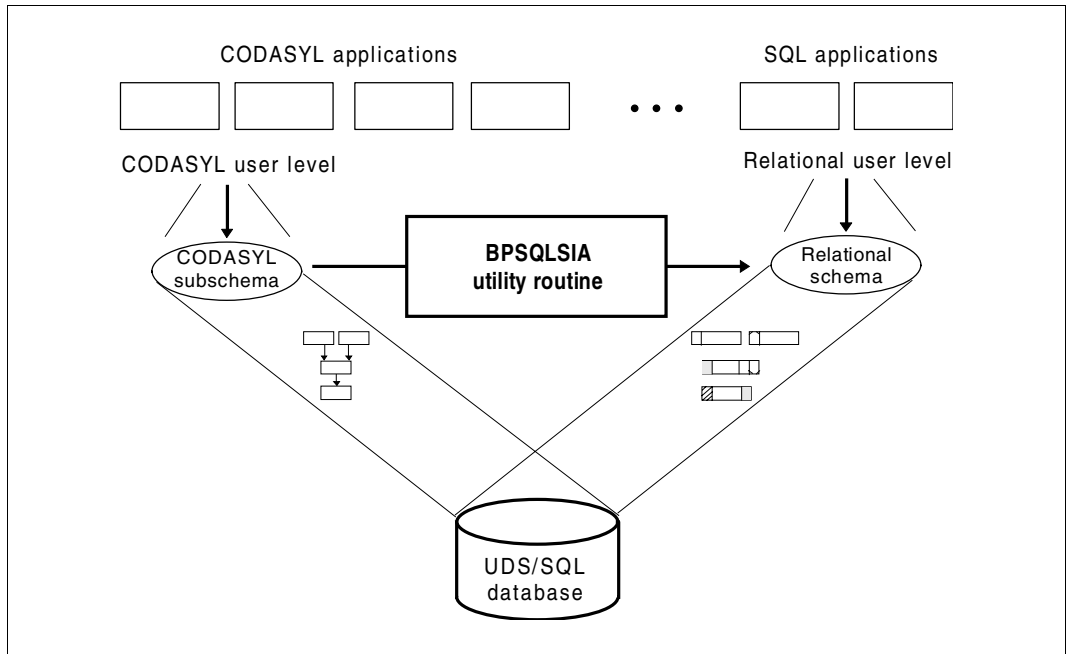 CODASYL applications
SQL applications
CODASYL user level
Relational user level
CODASYL
subschema
BPSQLSIA
utility routine
Relational
schema
UDS/SQL
database